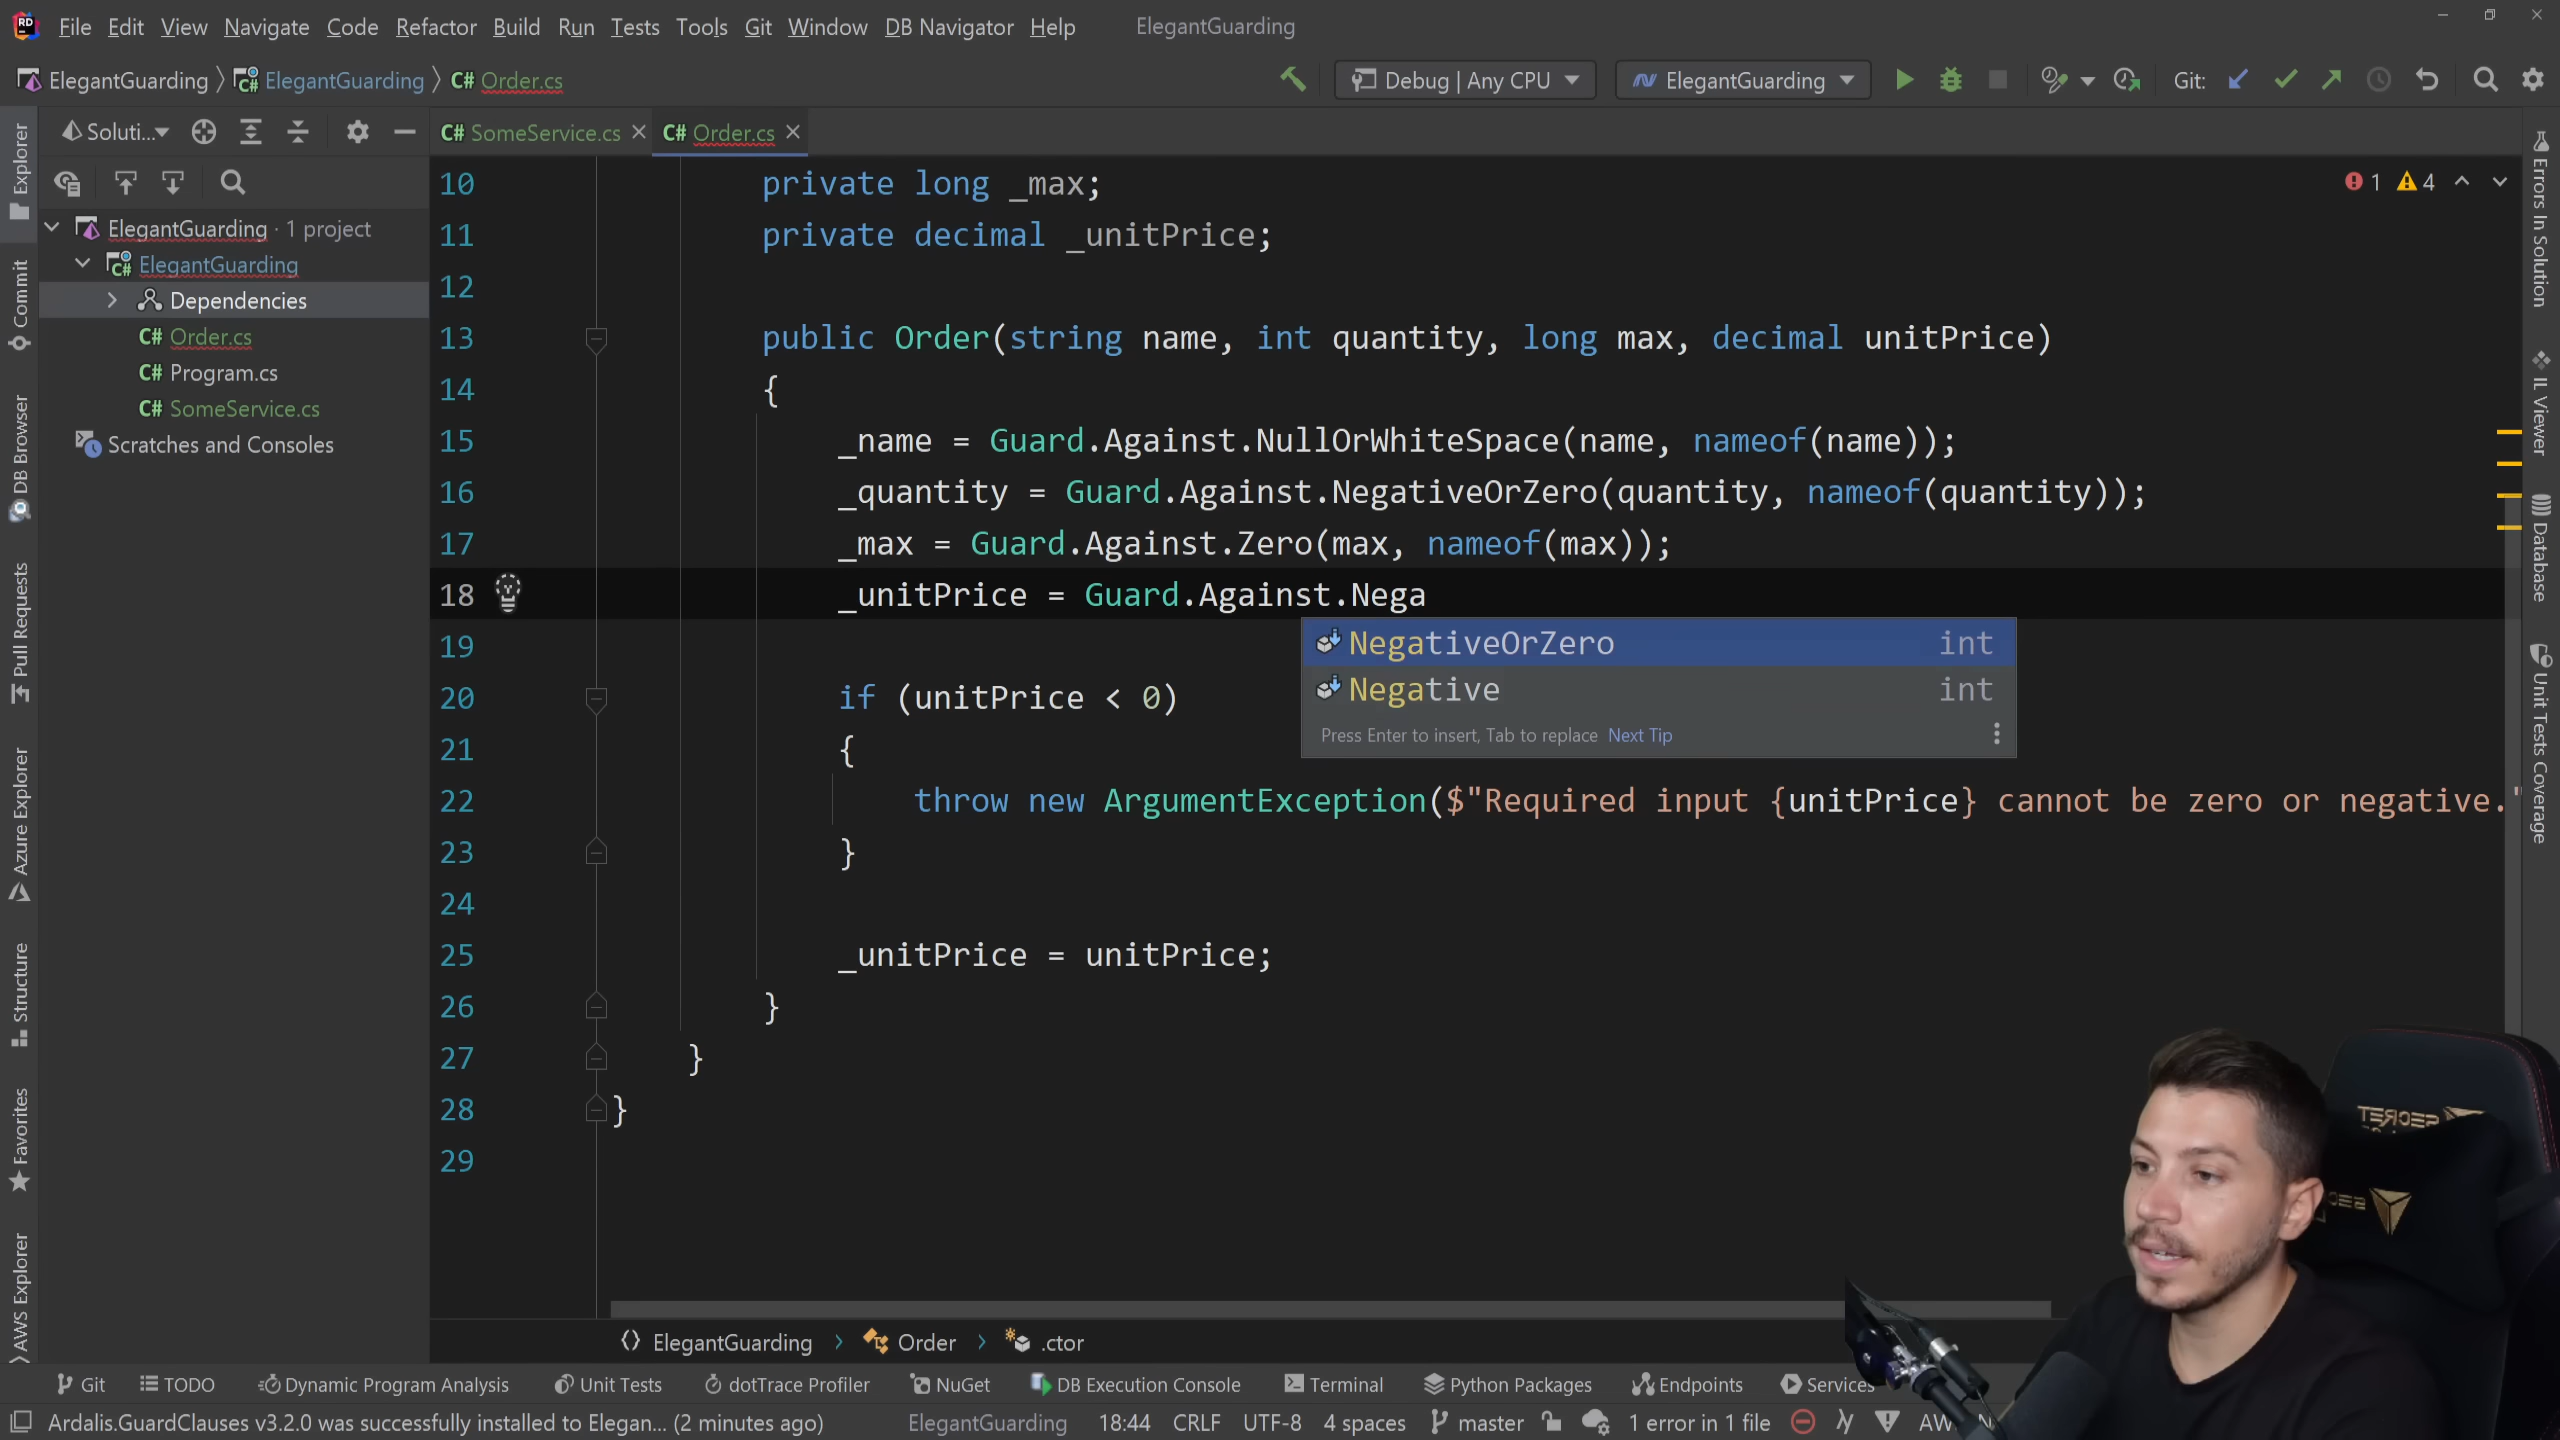 File Edit View Navigate Code Refactor Build Run Tests Tools Git Window DB Navigator Help ElegantGuarding
ElegantGuarding ElegantGuarding C# Order.cs Debug | Any CPU ElegantGuarding Git:
Soluti... C# SomeService.cs C# Order.cs
ElegantGuarding · 1 project
ElegantGuarding
Dependencies
C# Order.cs
C# Program.cs
C# SomeService.cs
Scratches and Consoles
Explorer
Commit
DB Browser
Pull Requests
Azure Explorer
Structure
Favorites
AWS Explorer
1 4
10 private long _max;
11 private decimal _unitPrice;
12
13 public Order(string name, int quantity, long max, decimal unitPrice)
14 {
15 _name = Guard.Against.NullOrWhiteSpace(name, nameof(name));
16 _quantity = Guard.Against.NegativeOrZero(quantity, nameof(quantity));
17 _max = Guard.Against.Zero(max, nameof(max));
18 _unitPrice = Guard.Against.Nega
NegativeOrZero int
Negative int
Press Enter to insert, Tab to replace Next Tip
19
20 if (unitPrice < 0)
21 {
22 throw new ArgumentException($"Required input {unitPrice} cannot be zero or negative."
23 }
24
25 _unitPrice = unitPrice;
26 }
27 }
28 }
29
Errors In Solution
IL Viewer
Database
Unit Tests Coverage
SECRET
ElegantGuarding Order .ctor
Git TODO Dynamic Program Analysis Unit Tests dotTrace Profiler NuGet DB Execution Console Terminal Python Packages Endpoints Services
Ardalis.GuardClauses v3.2.0 was successfully installed to Elegan... (2 minutes ago) ElegantGuarding 18:44 CRLF UTF-8 4 spaces master 1 error in 1 file